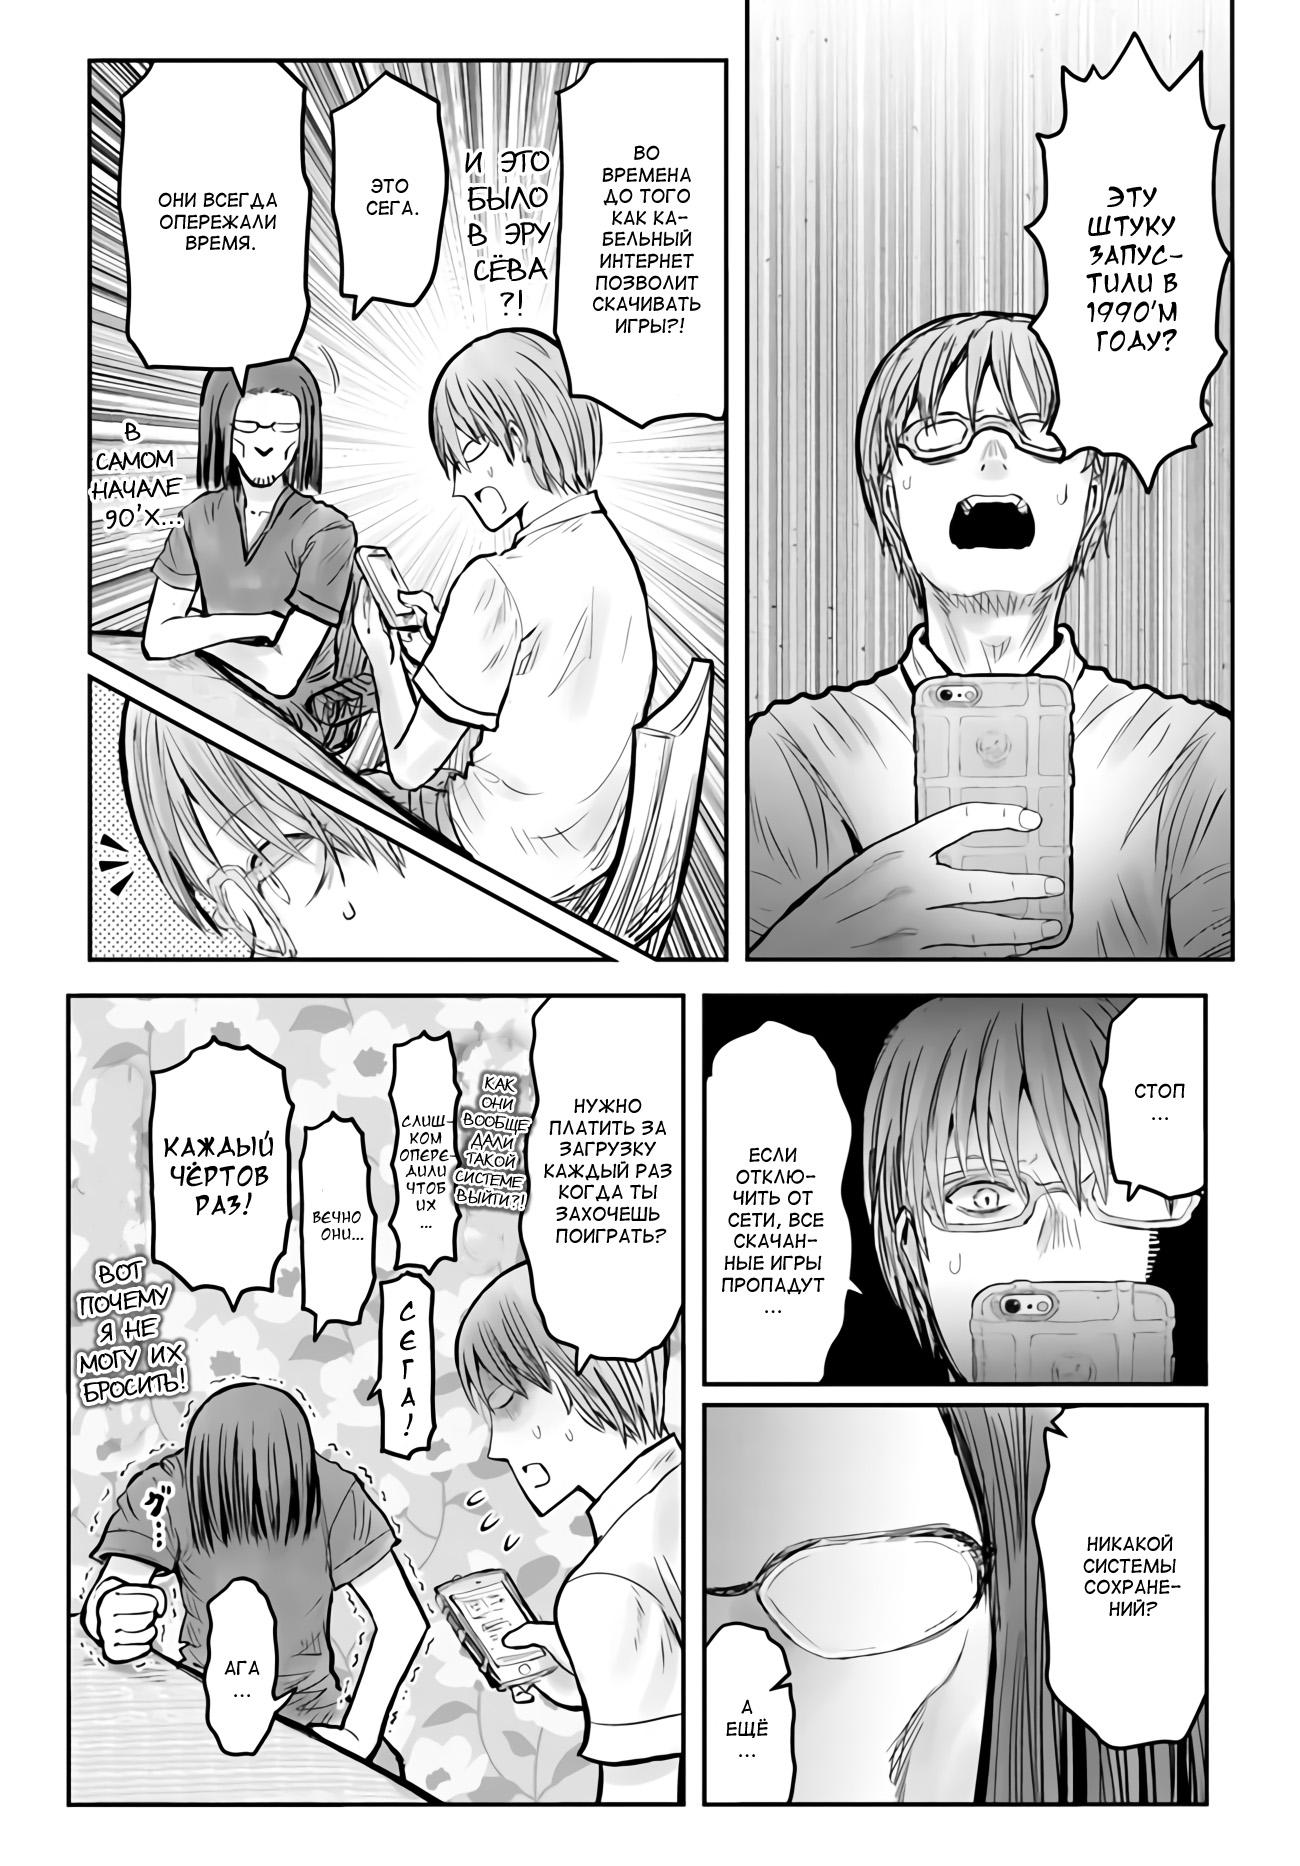 ЭТУ
ШТУКУ
ЗАПУС-
ТИЛИ В
1990'М
ГОДУ?
ВО
ВРЕМЕНА
ДО ТОГО
КАК КА-
БЕЛЬНЫЙ
ИНТЕРНЕТ
ПОЗВОЛИТ
СКАЧИВАТЬ
ИГРЫ?!
И ЭТО
БЫЛО
В ЭРУ
СЁВА
?!
ЭТО
СЕГА.
ОНИ ВСЕГДА
ОПЕРЕЖАЛИ
ВРЕМЯ.
В
САМОМ
НАЧАЛЕ
90'Х...
СТОП
...
ЕСЛИ
ОТКЛЮ-
ЧИТЬ ОТ
СЕТИ, ВСЕ
СКАЧАН-
НЫЕ ИГРЫ
ПРОПАДУТ
...
НИКАКОЙ
СИСТЕМЫ
СОХРАНЕ-
НИЙ?
А
ЕЩЁ
...
НУЖНО
ПЛАТИТЬ ЗА
ЗАГРУЗКУ
КАЖДЫЙ РАЗ
КОГДА ТЫ
ЗАХОЧЕШЬ
ПОИГРАТЬ?
КАК
ОНИ
ВООБЩЕ
ДАЛИ
ТАКОЙ
СИСТЕМЕ
ВЫЙТИ?!
СЛИШ-
КОМ
ОПЕРЕ-
ДИЛИ
ЧТОБ
ИХ
...
СЕГА!
ВЕЧНО
ОНИ...
КАЖДЫЙ
ЧЁРТОВ
РАЗ!
ВОТ
ПОЧЕМУ
Я НЕ
МОГУ ИХ
БРОСИТЬ!
グ…
АГА
...